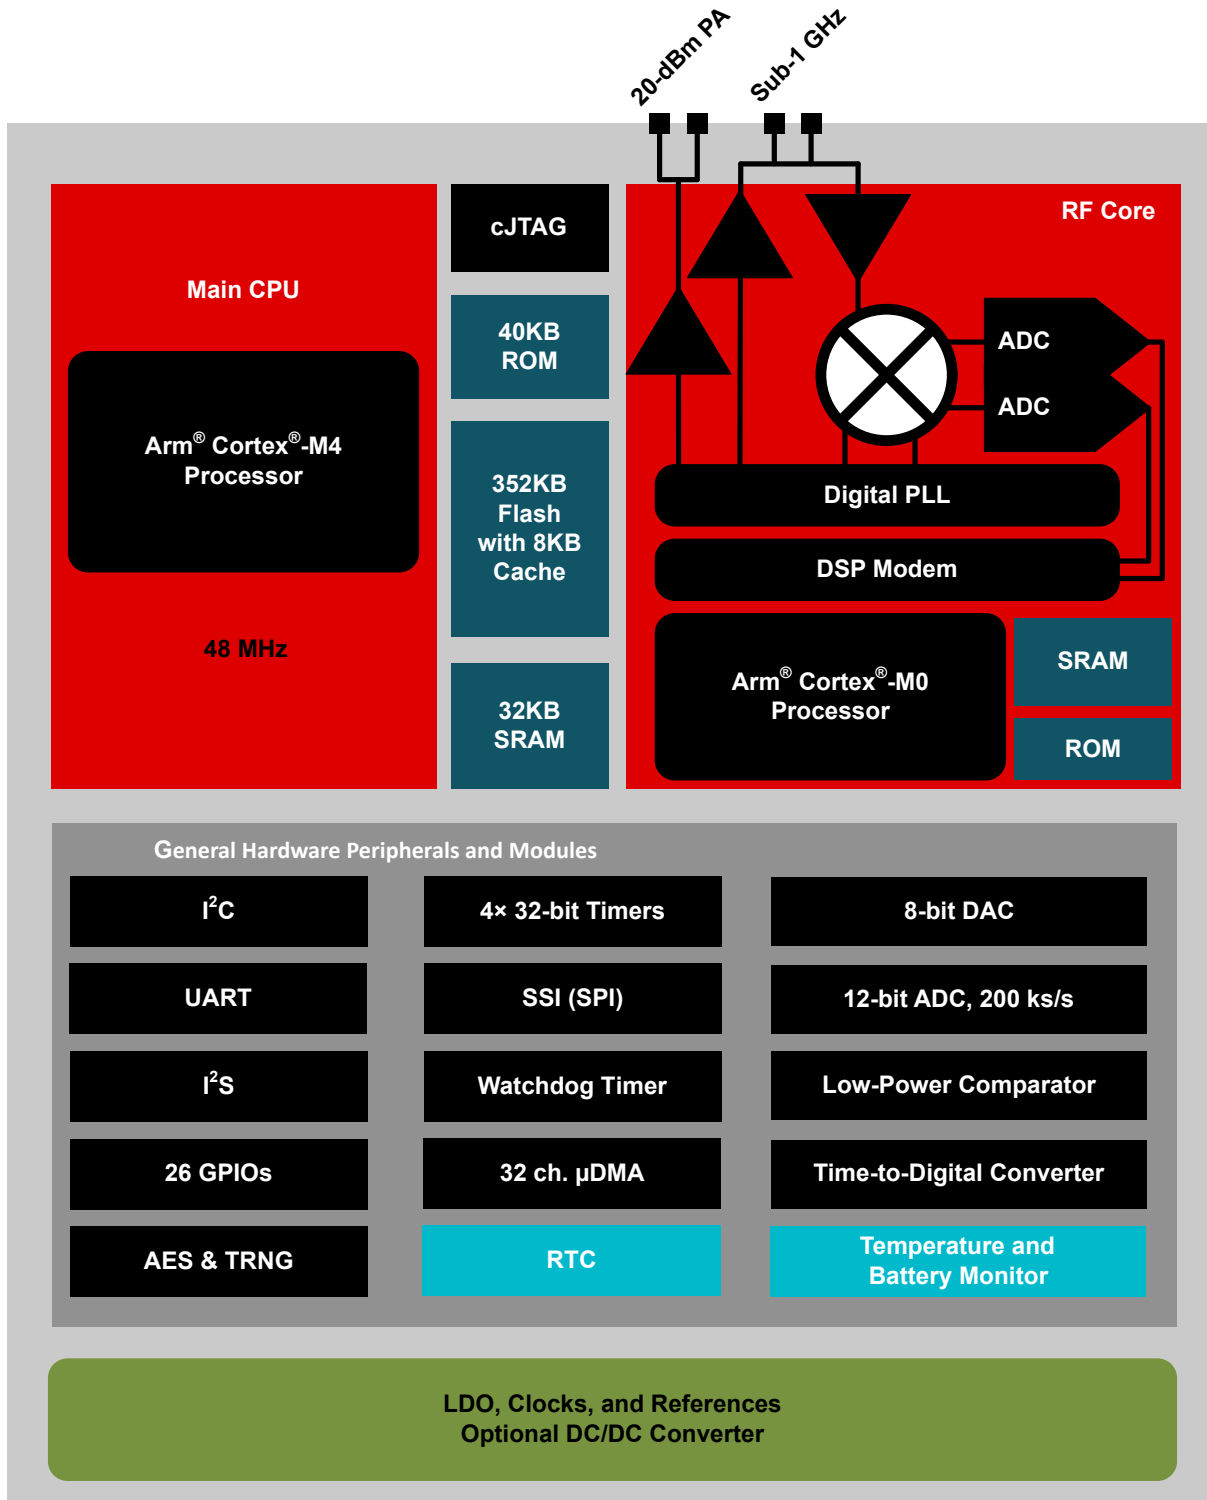 20-dBm PA
Sub-1 GHz
Main CPU
Arm® Cortex®-M4
Processor
48 MHz
cJTAG
40KB
ROM
352KB
Flash
with 8KB
Cache
32KB
SRAM
RF Core
ADC
ADC
Digital PLL
DSP Modem
Arm® Cortex®-M0
Processor
SRAM
ROM
General Hardware Peripherals and Modules
I²C
4× 32-bit Timers
8-bit DAC
UART
SSI (SPI)
12-bit ADC, 200 ks/s
I²S
Watchdog Timer
Low-Power Comparator
26 GPIOs
32 ch. µDMA
Time-to-Digital Converter
AES & TRNG
RTC
Temperature and
Battery Monitor
LDO, Clocks, and References
Optional DC/DC Converter